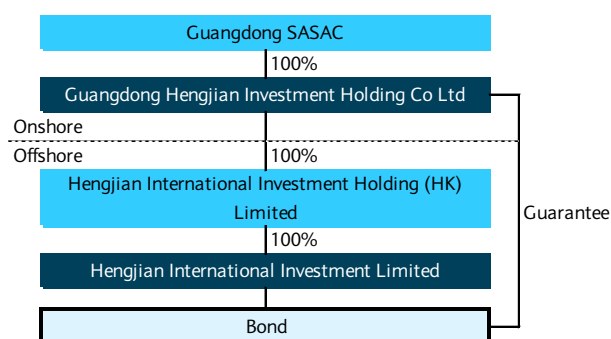 Guangdong SASAC
100%
Guangdong Hengjian Investment Holding Co Ltd
Onshore
Offshore
100%
Hengjian International Investment Holding (HK)
Limited
Guarantee
100%
Hengjian International Investment Limited
Bond